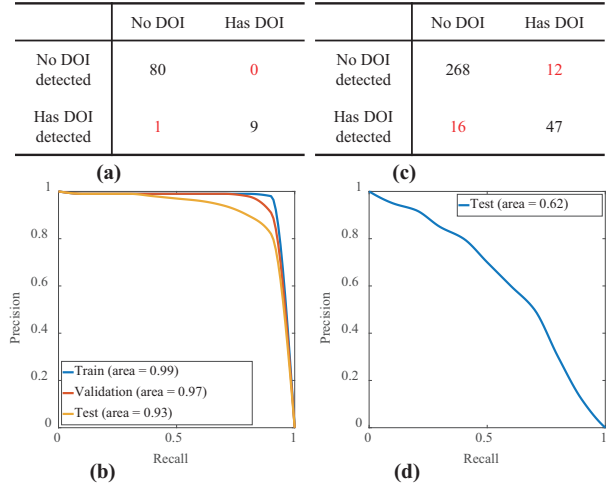 No DOI Has DOI
No DOI detected 80 0
Has DOI detected 1 9
(a)
No DOI Has DOI
No DOI detected 268 12
Has DOI detected 16 47
(c)
1
0.8
0.6
0.4
0.2
0
Precision
Train (area = 0.99)
Validation (area = 0.97)
Test (area = 0.93)
0 0.5 1
Recall
(b)
1
0.8
0.6
0.4
0.2
0
Precision
Test (area = 0.62)
0 0.5 1
Recall
(d)